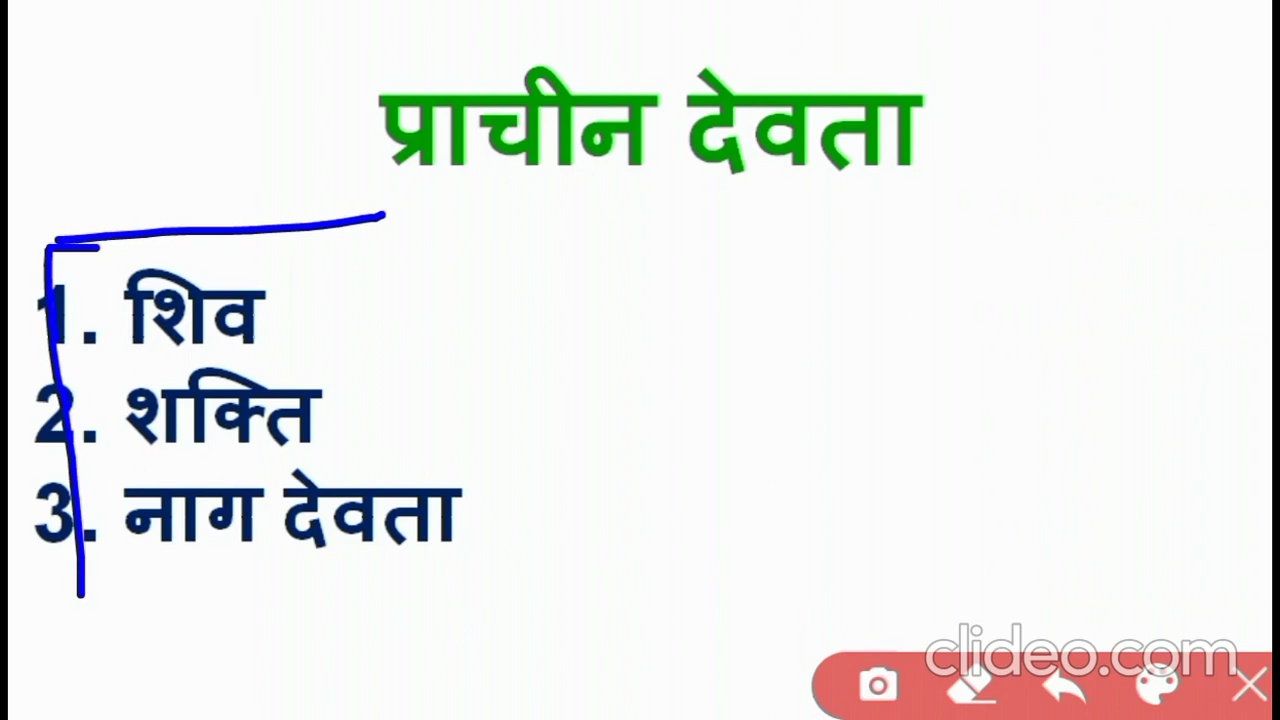 प्राचीन देवता
1. शिव
2. शक्ति
3. नाग देवता
clideo.com